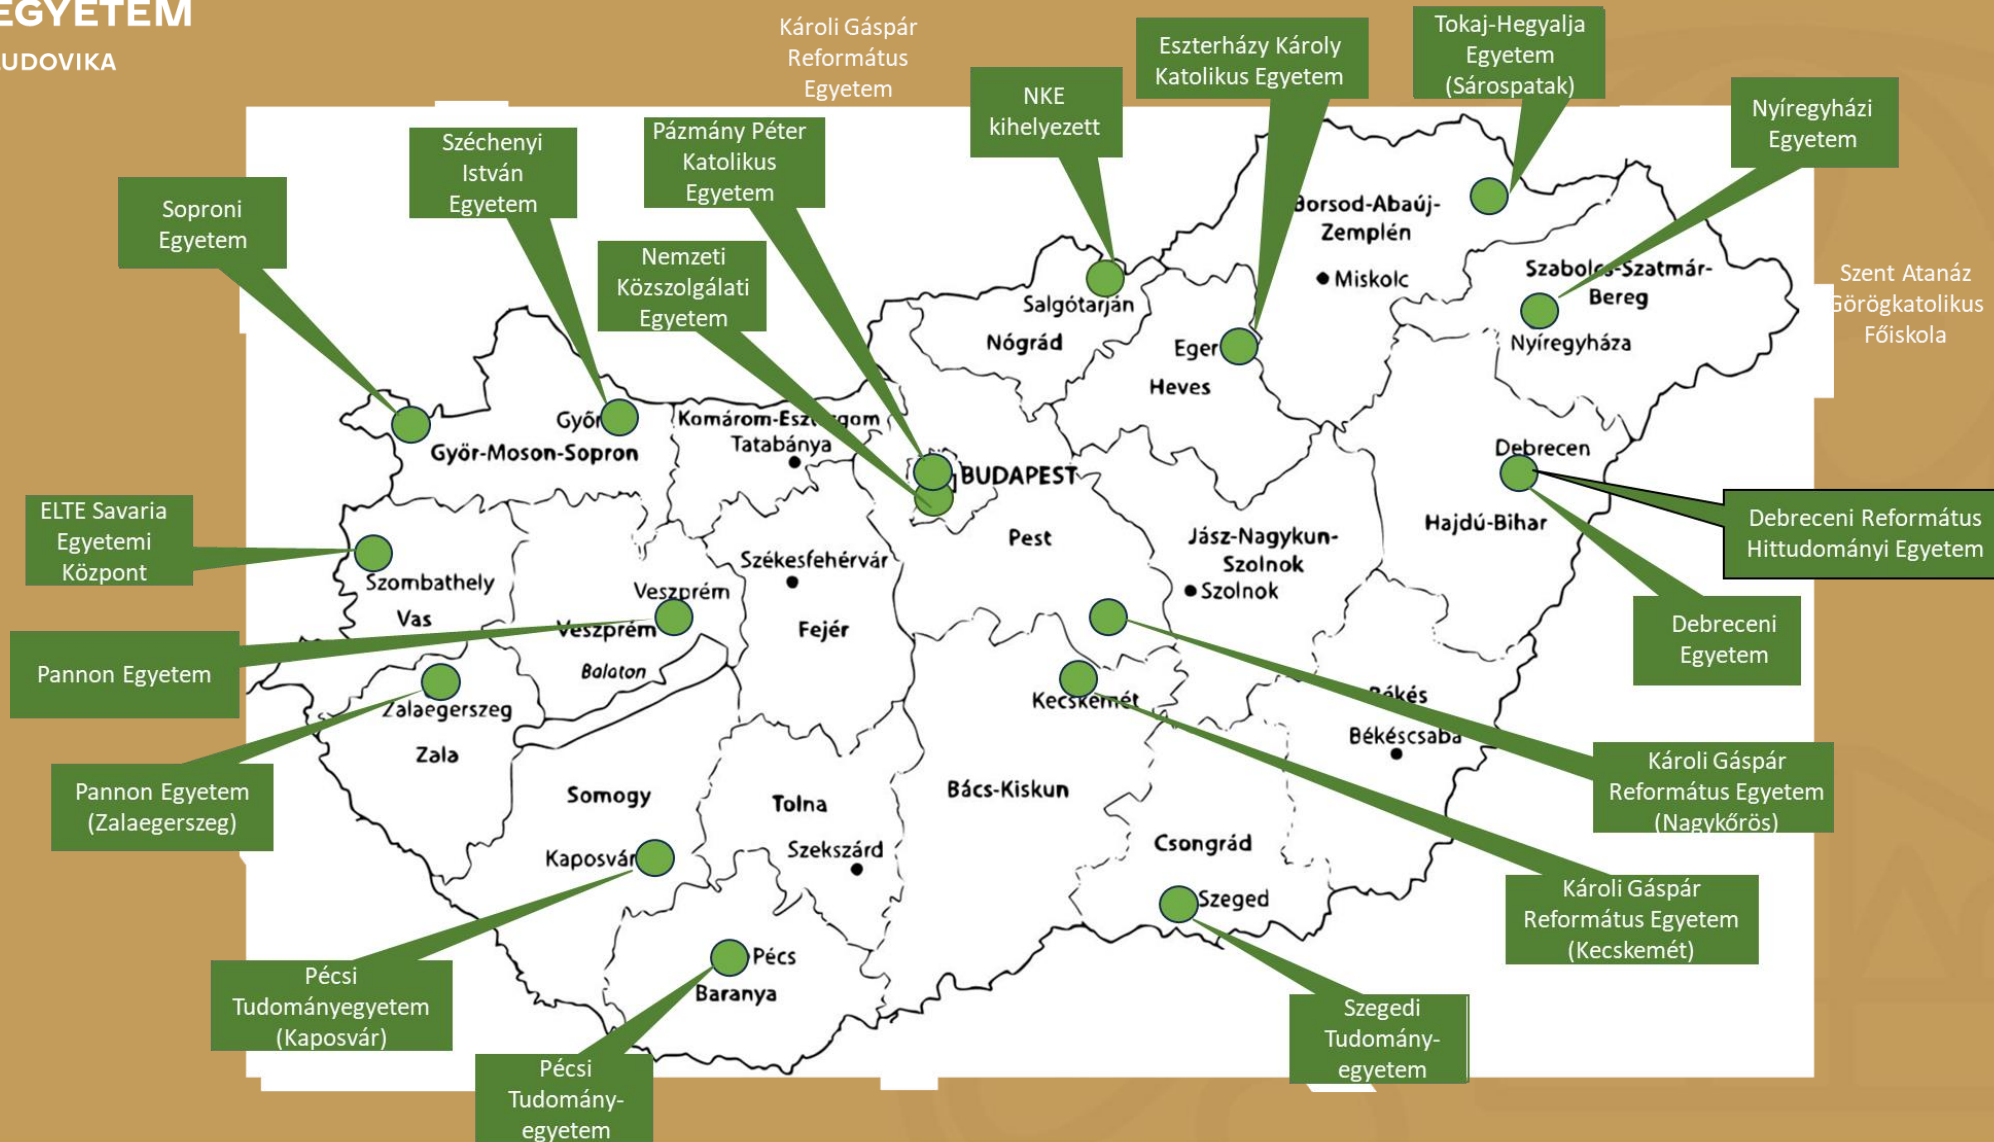 EGYETEM
LUDOVIKA
Károli Gáspár
Református
Egyetem
NKE
kihelyezett
Eszterházy Károly
Katolikus Egyetem
Tokaj-Hegyalja
Egyetem
(Sárospatak)
Nyíregyházi
Egyetem
Széchenyi
István
Egyetem
Pázmány Péter
Katolikus
Egyetem
Soproni
Egyetem
Nemzeti
Közszolgálati
Egyetem
Szent Atanáz
Görögkatolikus
Főiskola
Borsod-Abaúj-
Zemplén
Miskolc
Szabolcs-Szatmár-
Bereg
Nyíregyháza
Salgótarján
Nógrád
Eger
Heves
Győr
Győr-Moson-Sopron
Komárom-Esztergom
Tatabánya
BUDAPEST
Pest
Debrecen
Hajdú-Bihar
Jász-Nagykun-
Szolnok
Szolnok
ELTE Savaria
Egyetemi
Központ
Debreceni Református
Hittudományi Egyetem
Szombathely
Vas
Veszprém
Veszprém
Balaton
Székesfehérvár
Fejér
Debreceni
Egyetem
Pannon Egyetem
Zalaegerszeg
Zala
Kecskemét
Békés
Békéscsaba
Pannon Egyetem
(Zalaegerszeg)
Károli Gáspár
Református Egyetem
(Nagykőrös)
Somogy
Kaposvár
Tolna
Szekszárd
Bács-Kiskun
Csongrád
Szeged
Károli Gáspár
Református Egyetem
(Kecskemét)
Pécs
Baranya
Pécsi
Tudományegyetem
(Kaposvár)
Szegedi
Tudomány-
egyetem
Pécsi
Tudomány-
egyetem